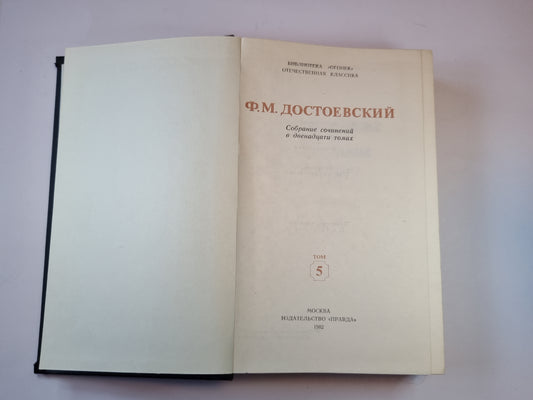 БИБЛИОТЕКА «ОГОНЕК»
ОТЕЧЕСТВЕННАЯ КЛАССИКА
Ф.М. ДОСТОЕВСКИЙ
Собрание сочинений
в двенадцати томах
ТОМ
5
МОСКВА
ИЗДАТЕЛЬСТВО «ПРАВДА»
1982